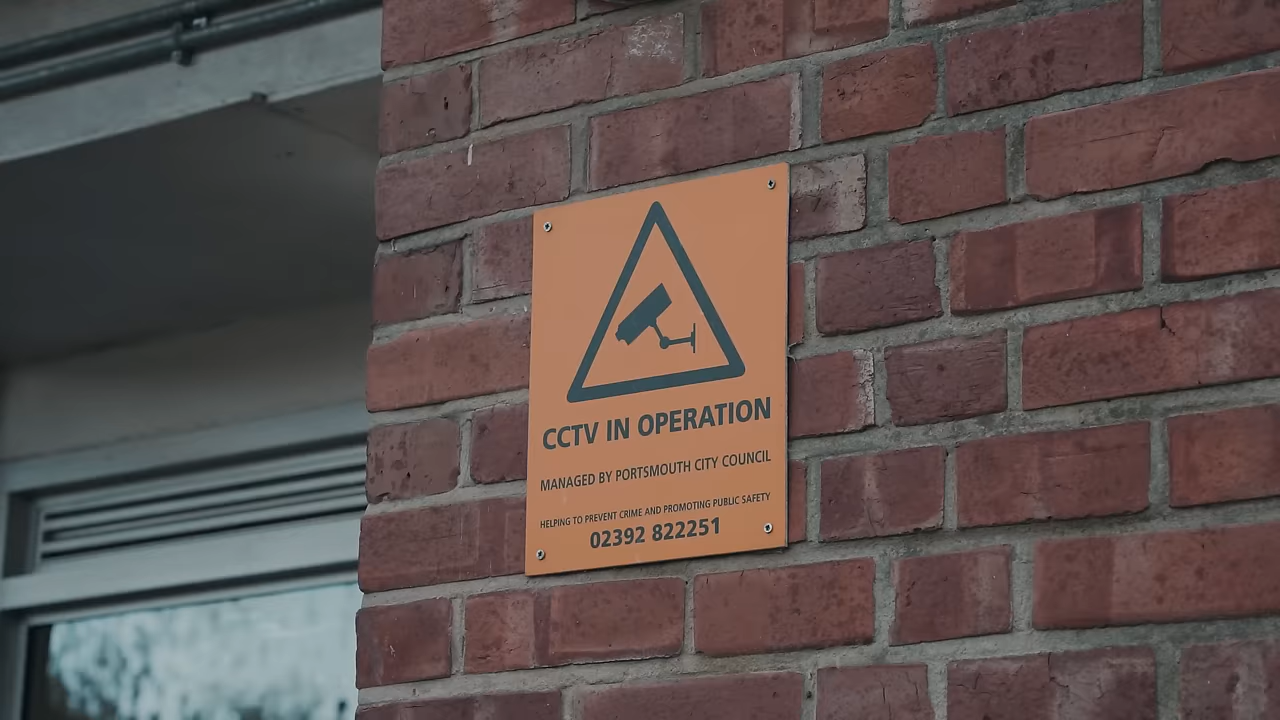 CCTV IN OPERATION
MANAGED BY PORTSMOUTH CITY COUNCIL
HELPING TO PREVENT CRIME AND PROMOTING PUBLIC SAFETY
02392 822251